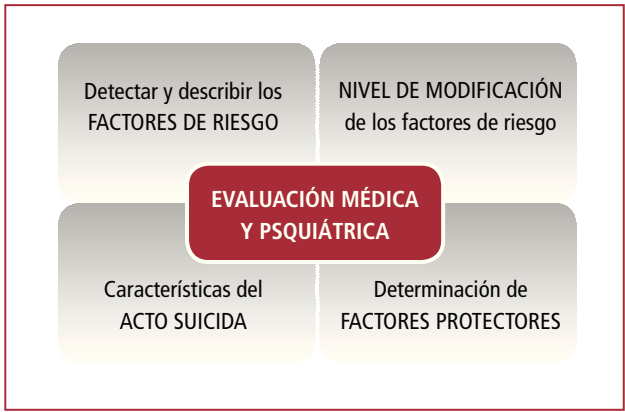 Detectar y describir los
FACTORES DE RIESGO
NIVEL DE MODIFICACIÓN
de los factores de riesgo
EVALUACIÓN MÉDICA
Y PSQUIÁTRICA
Características del
ACTO SUICIDA
Determinación de
FACTORES PROTECTORES